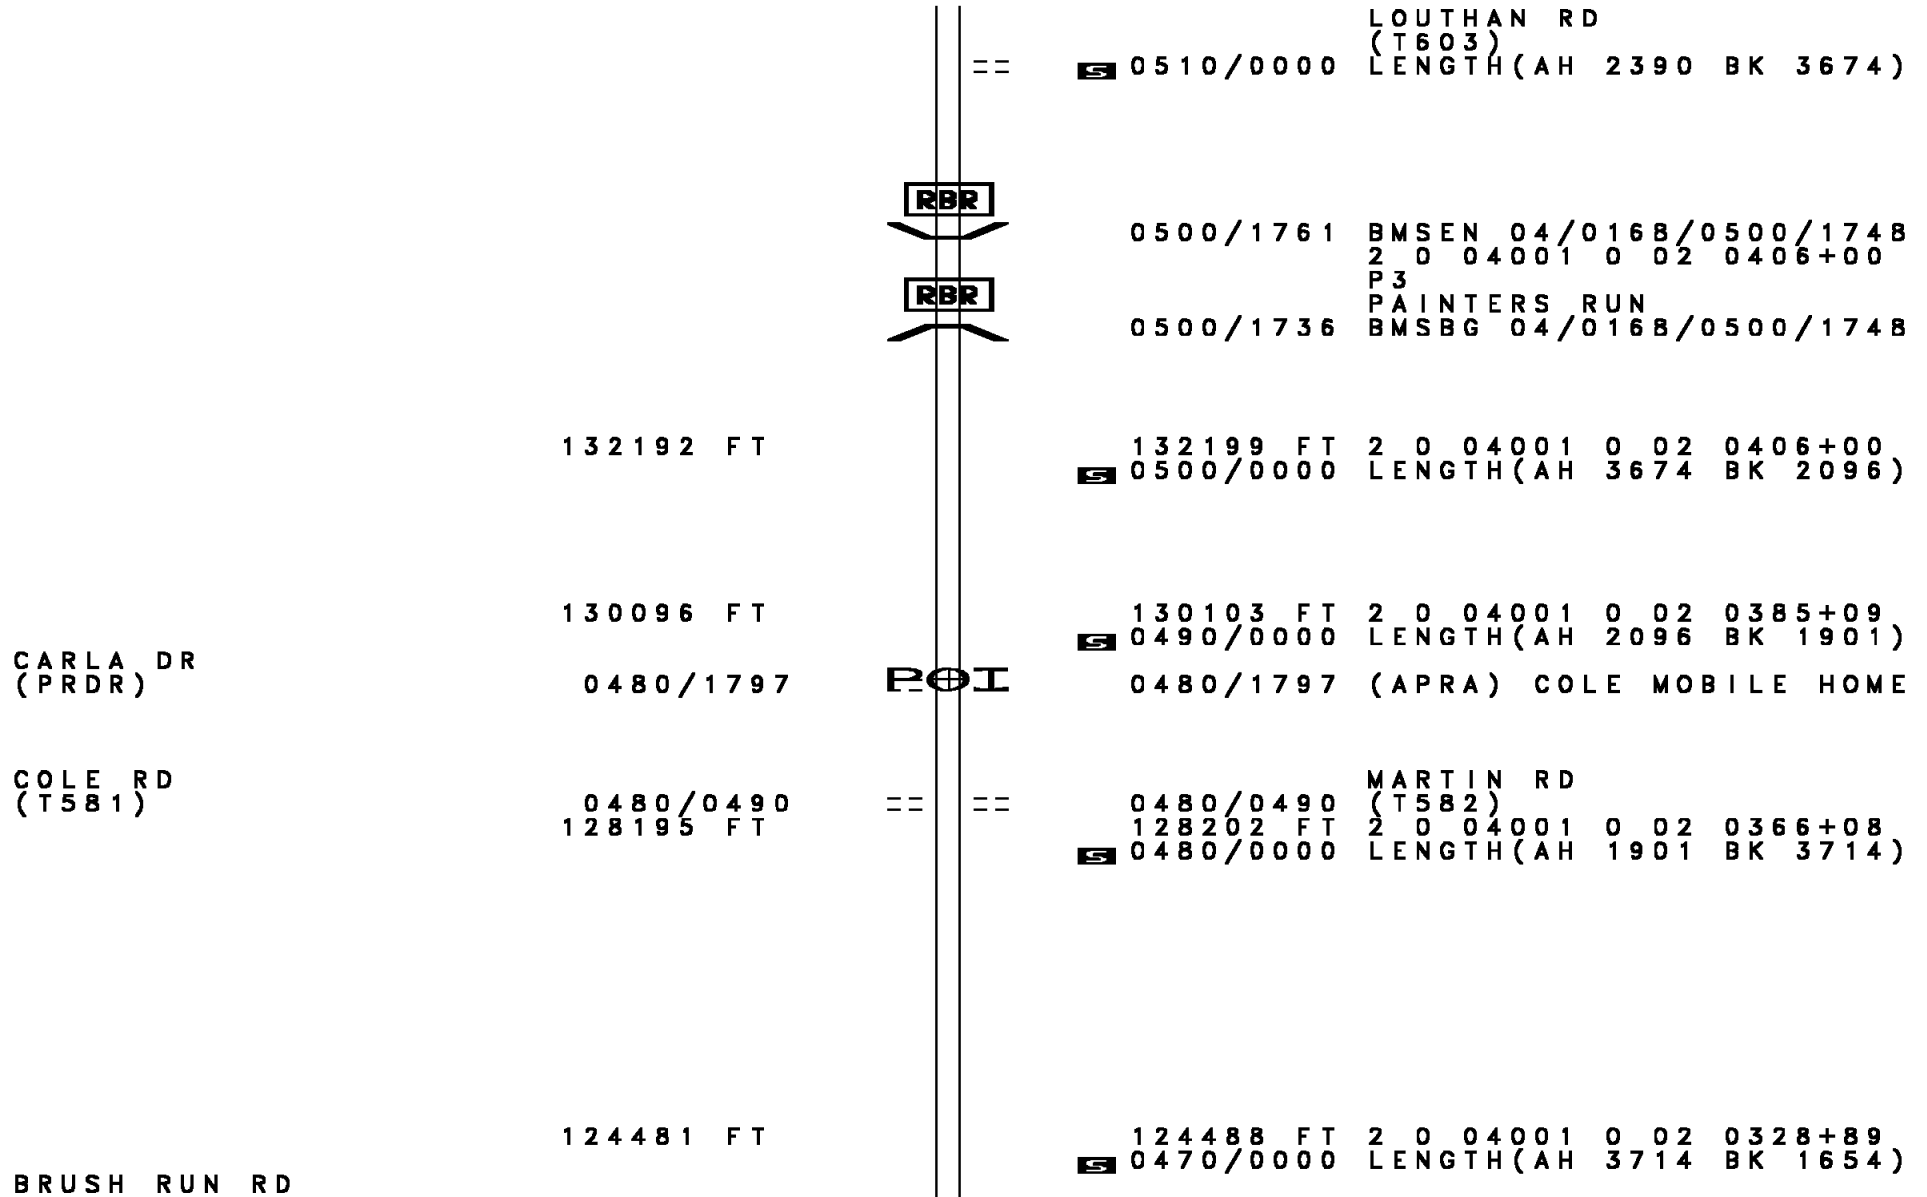 LOUTHAN RD
(T603)
S 0510/0000 LENGTH(AH 2390 BK 3674)
RBR
0500/1761 BMSEN 04/0168/0500/1748
2 0 04001 0 02 0406+00
P3
RBR
PAINTERS RUN
0500/1736 BMSBG 04/0168/0500/1748
132192 FT 132199 FT 2 0 04001 0 02 0406+00
S 0500/0000 LENGTH(AH 3674 BK 2096)
130096 FT 130103 FT 2 0 04001 0 02 0385+09
S 0490/0000 LENGTH(AH 2096 BK 1901)
CARLA DR
(PRDR) 0480/1797 POI 0480/1797 (APRA) COLE MOBILE HOME
COLE RD MARTIN RD
(T581) 0480/0490 0480/0490 (T582)
128195 FT 128202 FT 2 0 04001 0 02 0366+08
S 0480/0000 LENGTH(AH 1901 BK 3714)
124481 FT 124488 FT 2 0 04001 0 02 0328+89
S 0470/0000 LENGTH(AH 3714 BK 1654)
BRUSH RUN RD